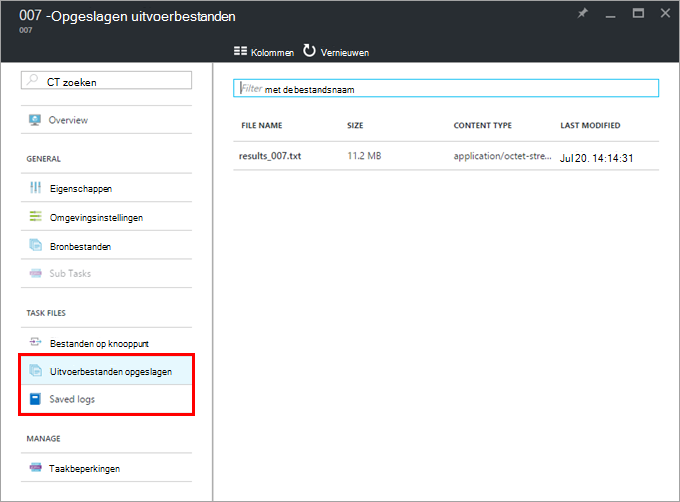 007 -Opgeslagen uitvoerbestanden
007
Kolommen Vernieuwen
CT zoeken
Overview
GENERAL
Eigenschappen
Omgevingsinstellingen
Bronbestanden
Sub Tasks
TASK FILES
Bestanden op knooppunt
Uitvoerbestanden opgeslagen
Saved logs
MANAGE
Taakbeperkingen
Filter met debestandsnaam
FILE NAME SIZE CONTENT TYPE LAST MODIFIED
results_007.txt 11.2 MB application/octet-stre... Jul 20. 14:14:31